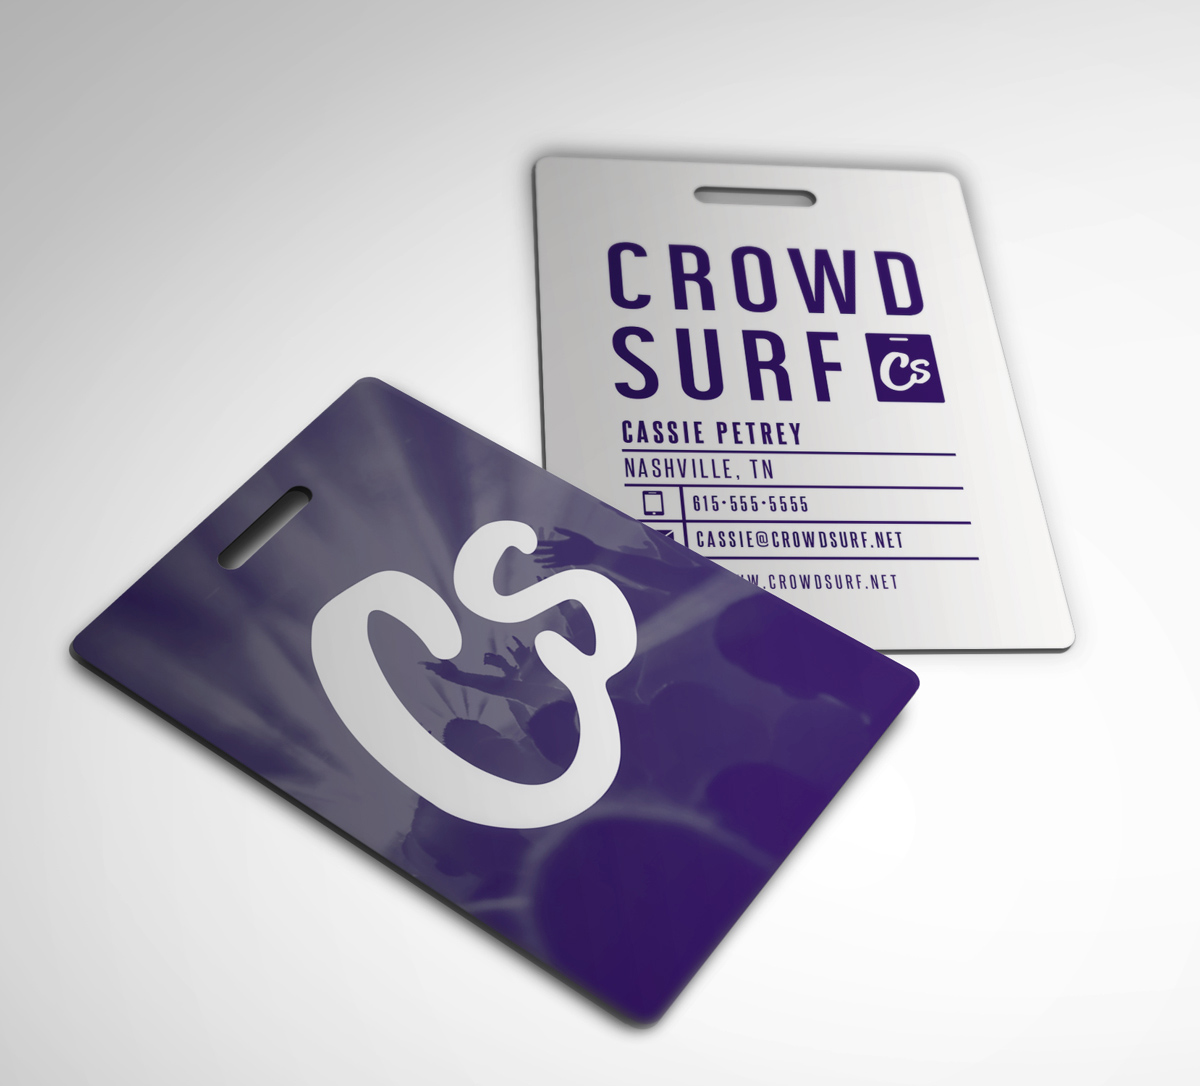 CROWD
SURF Cs
CASSIE PETREY
NASHVILLE, TN
615·555·5555
CASSIE@CROWDSURF.NET
W.CROWDSURF.NET
Cs